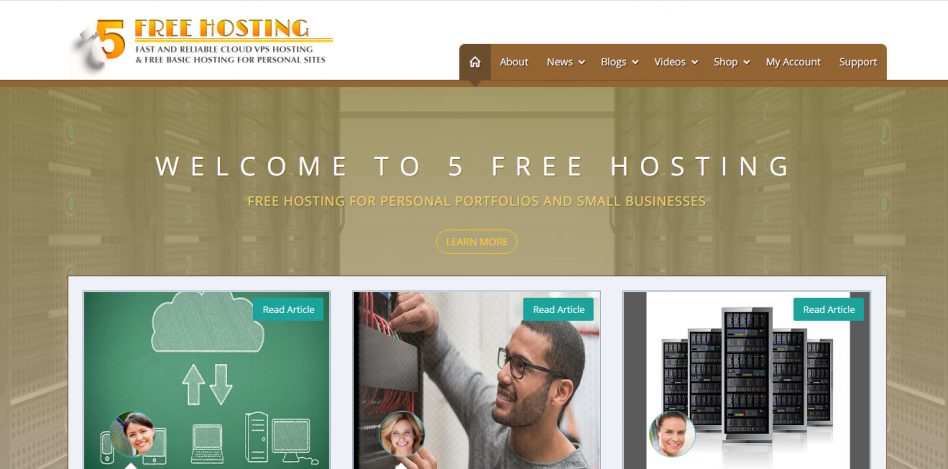 5 FREE HOSTING
FAST AND RELIABLE CLOUD VPS HOSTING
& FREE BASIC HOSTING FOR PERSONAL SITES
About News Blogs Videos Shop My Account Support
WELCOME TO 5 FREE HOSTING
FREE HOSTING FOR PERSONAL PORTFOLIOS AND SMALL BUSINESSES
LEARN MORE
Read Article Read Article Read Article